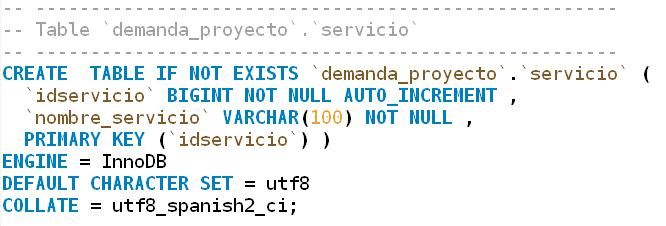 -- -----------------------------------------------------
-- Table `demanda_proyecto`.`servicio`
-- -----------------------------------------------------
CREATE  TABLE IF NOT EXISTS `demanda_proyecto`.`servicio` (
  `idservicio` BIGINT NOT NULL AUTO_INCREMENT ,
  `nombre_servicio` VARCHAR(100) NOT NULL ,
  PRIMARY KEY (`idservicio`) )
ENGINE = InnoDB
DEFAULT CHARACTER SET = utf8
COLLATE = utf8_spanish2_ci;